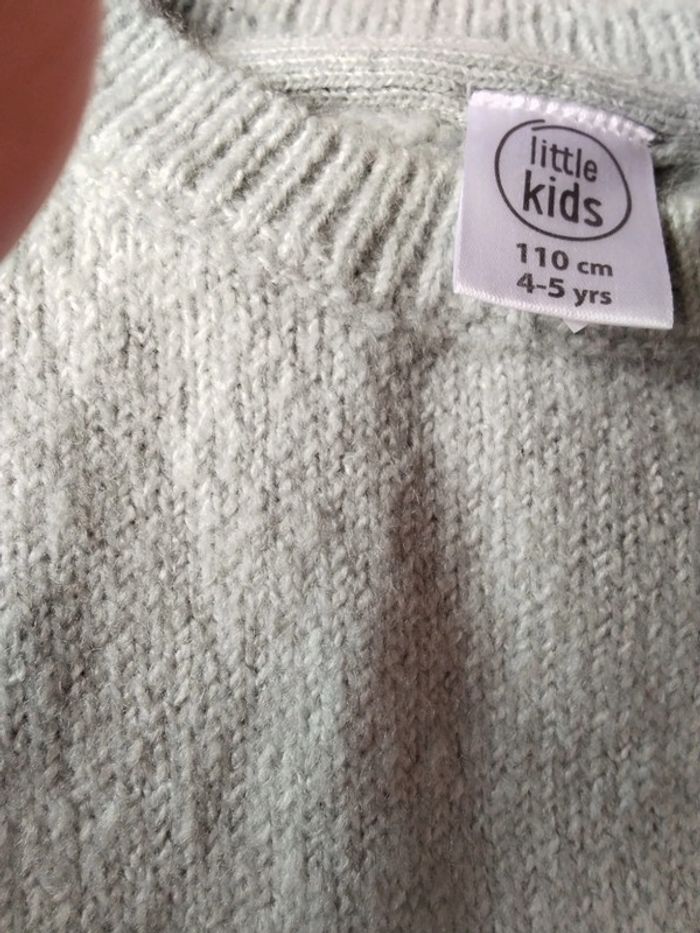 little
kids
110 cm
4-5 yrs